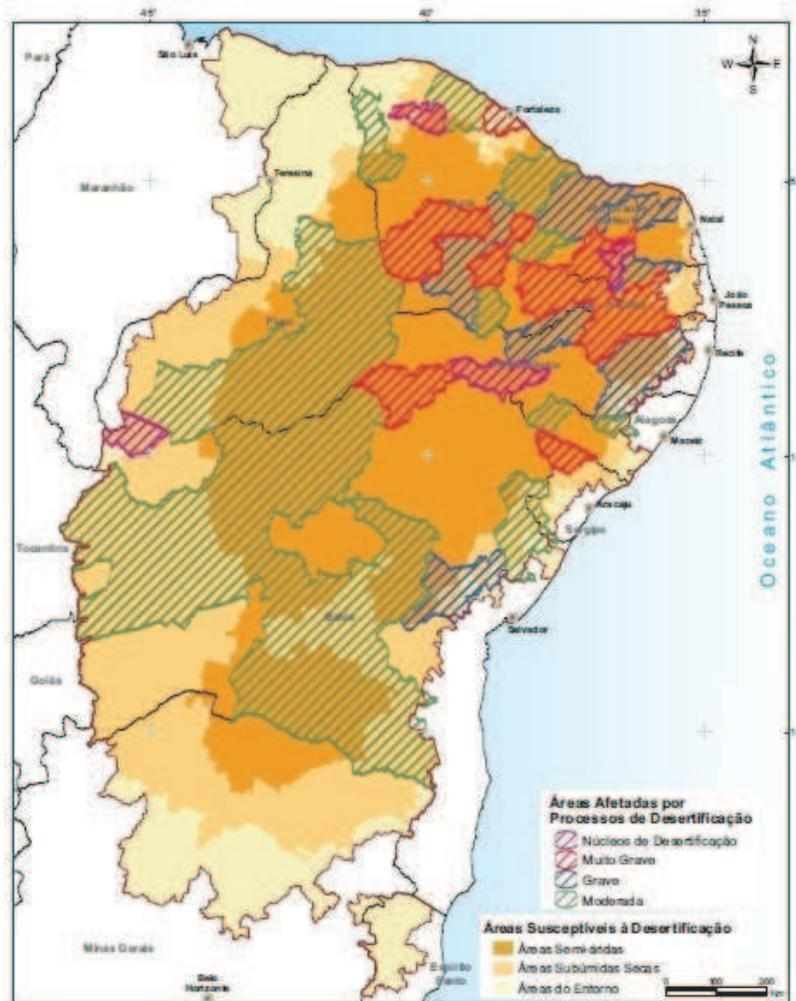 45°
40°
35°
Pará
São Luís
N
W E
S
Fortaleza
Maranhão
Teresina
5
Natal
João
Pessoa
Recife
Alagoas
Maceió
Aracaju
Sergipe
Oceano Atlântico
Tocantins
Bahia
Salvador
Goiás
1
Áreas Afetadas por
Processos de Desertificação
Núcleos de Desertificação
Muito Grave
Grave
Moderada
Áreas Susceptíveis à Desertificação
Áreas Semi-áridas
Áreas Subúmidas Secas
Áreas do Entorno
Minas Gerais
Belo
Horizonte
Espírito
Santo
0 100 200
km